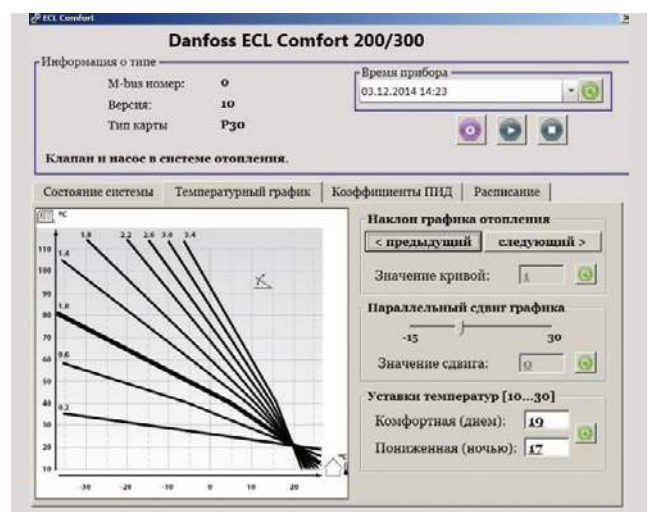 ECL Comfort
Danfoss ECL Comfort 200/300
Информация о типе
M-bus номер: 0
Версия: 10
Тип карты P30
Клапан и насос в системе отопления.
Время прибора
03.12.2014 14:23
Состояние системы Температурный график Коэффициенты ПИД Расписание
°C
1.8 2.2 2.6 3.0 3.4
110
1.4
100
90
1.0
80
70
0.6
60
50
0.2
40
30
20
10
-30 -20 -10 0 10 20
°C
Наклон графика отопления
< предыдущий следующий >
Значение кривой: 1
Параллельный сдвиг графика
-15 30
Значение сдвига: 0
Уставки температур [10...30]
Комфортная (днем): 19
Пониженная (ночью): 17